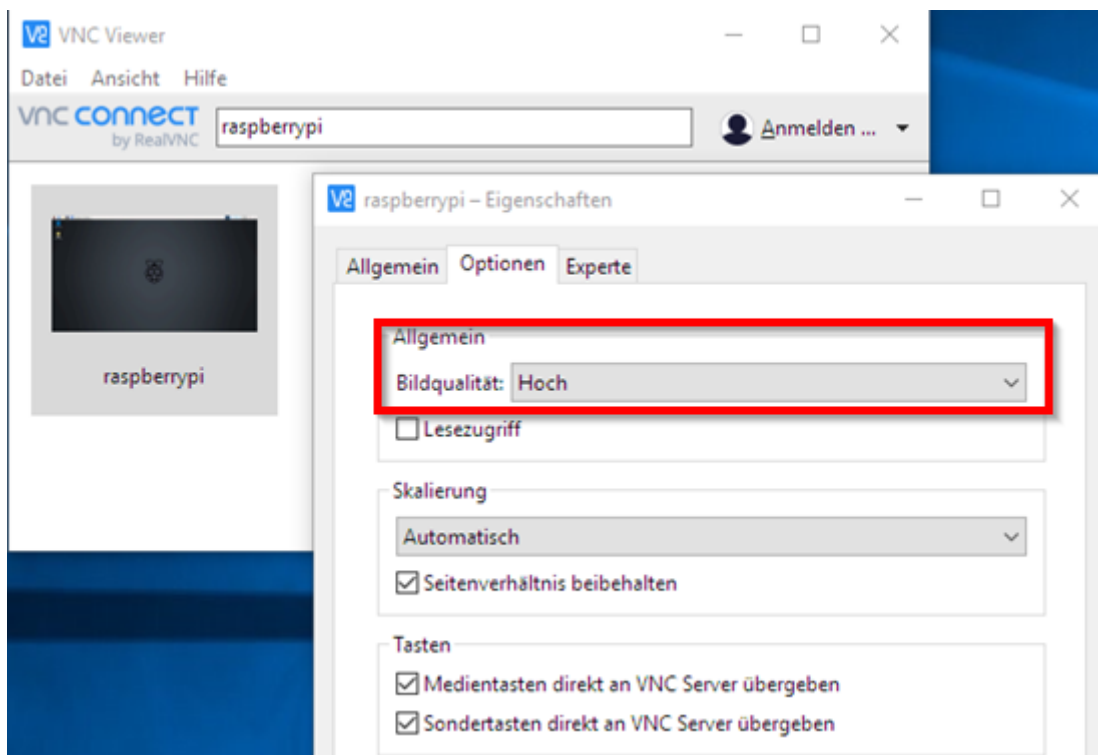 VNC Viewer
Datei Ansicht Hilfe
vnc connect
by RealVNC
raspberrypi
Anmelden ...
raspberrypi
raspberrypi – Eigenschaften
Allgemein Optionen Experte
Allgemein
Bildqualität: Hoch
Lesezugriff
Skalierung
Automatisch
Seitenverhältnis beibehalten
Tasten
Medientasten direkt an VNC Server übergeben
Sondertasten direkt an VNC Server übergeben